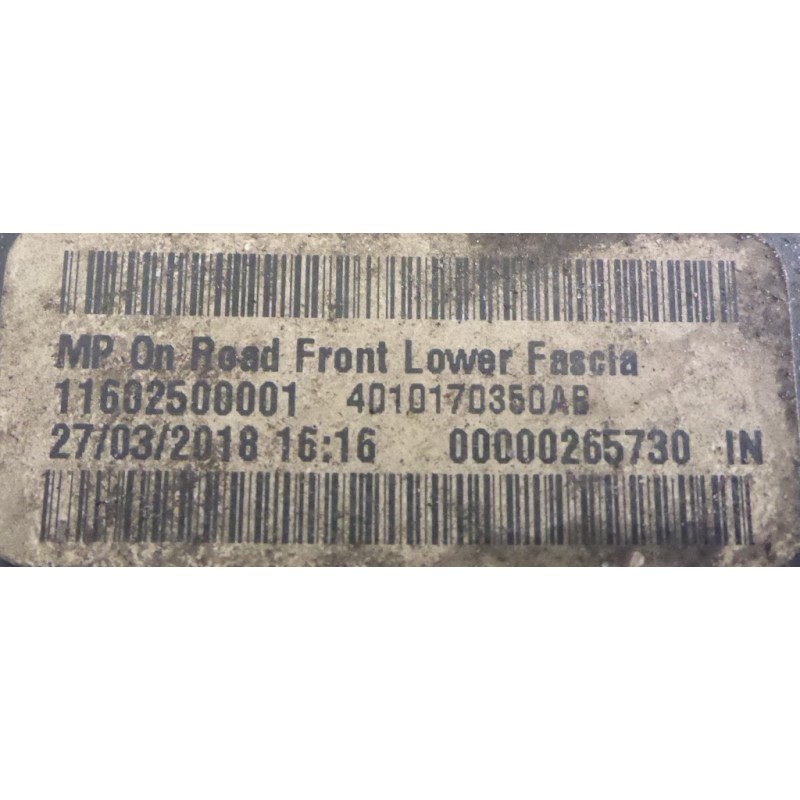 MP On Road Front Lower Fascia
11602500001 4010170350AB
27/03/2018 16:16 00000265730 IN